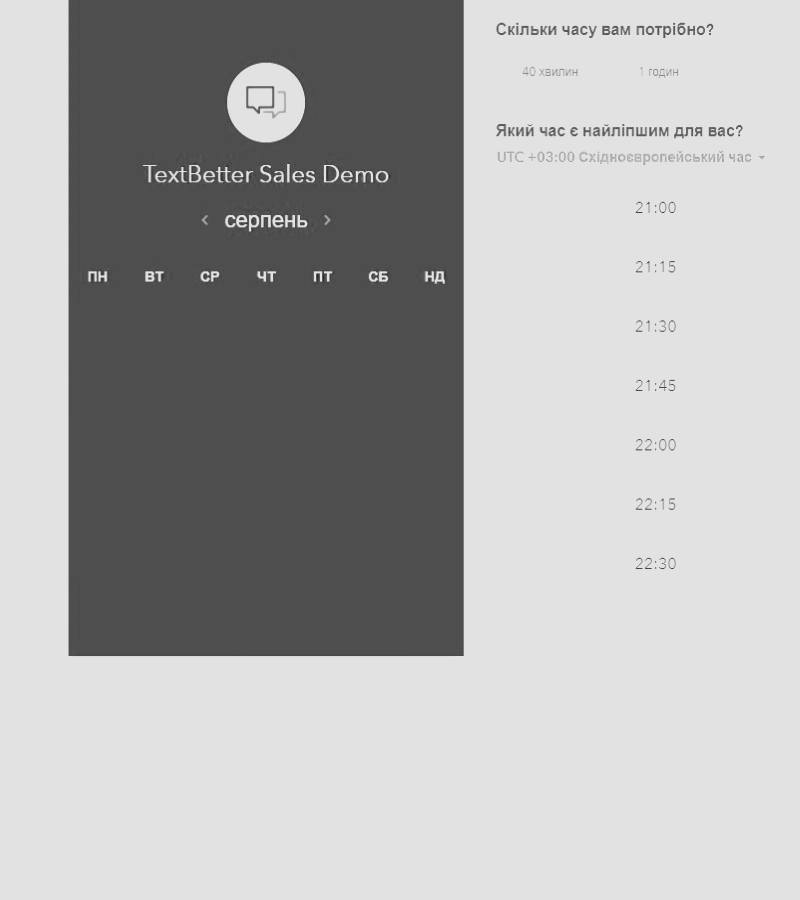 TextBetter Sales Demo
серпень
ПН ВТ СР ЧТ ПТ СБ НД
Скільки часу вам потрібно?
40 хвилин 1 годин
Який час є найліпшим для вас?
UTC +03:00 Східноєвропейський час
21:00
21:15
21:30
21:45
22:00
22:15
22:30